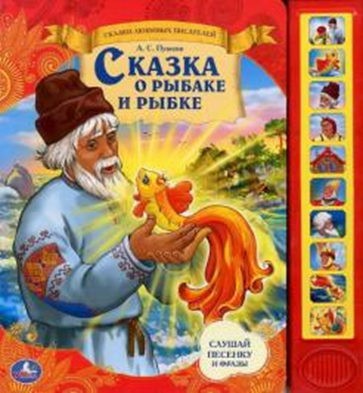 СКАЗКИ ЛЮБИМЫХ ПИСАТЕЛЕЙ
А. С. Пушкин
СКАЗКА
О РЫБАКЕ
И РЫБКЕ
СЛУШАЙ
ПЕСЕНКУ
И ФРАЗЫ